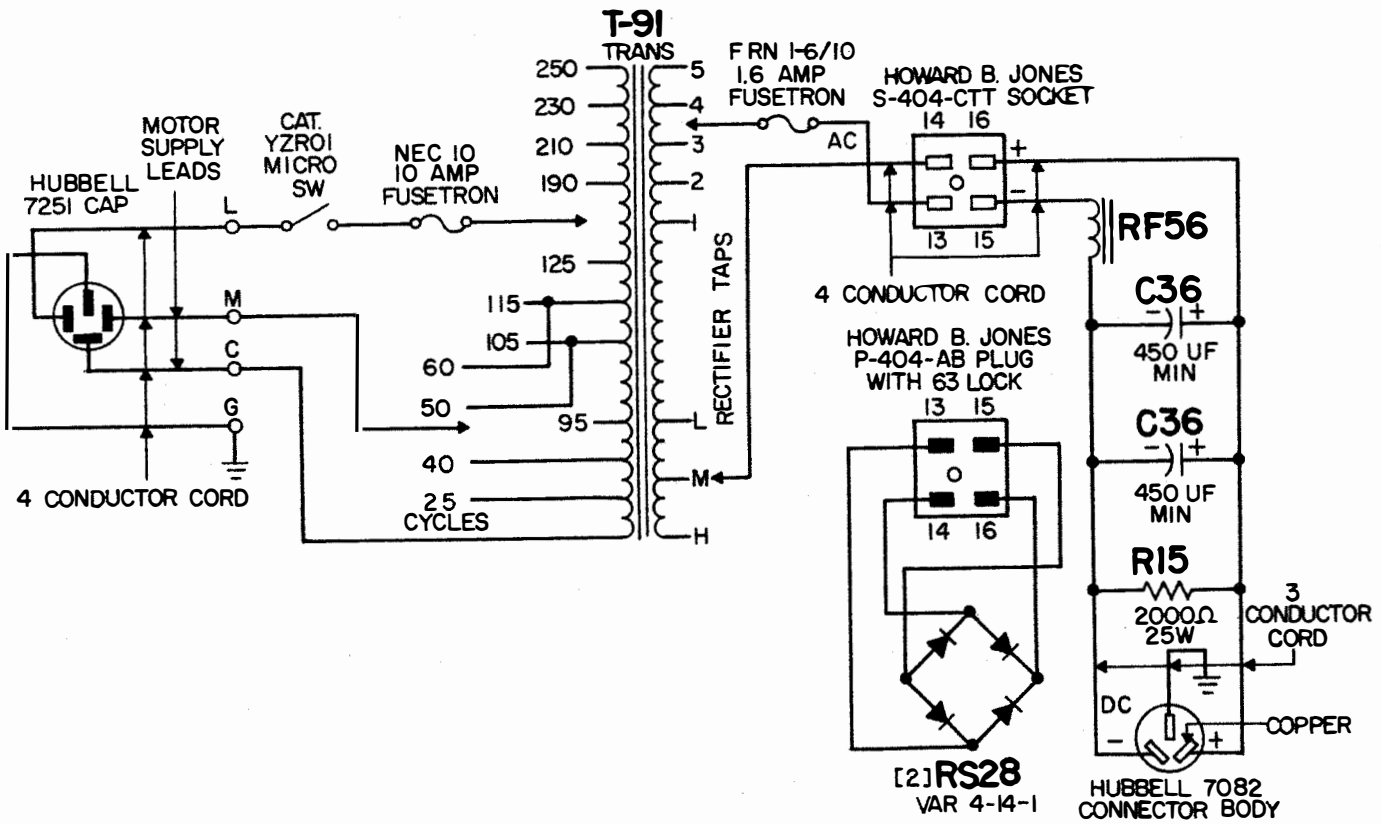 T-91
TRANS
250
230
210
190
125
115
105
60
50
95
40
25
CYCLES
5
4
3
2
1
L
M
H
RECTIFIER TAPS
HUBBELL
7251 CAP
MOTOR
SUPPLY
LEADS
L
M
C
G
4 CONDUCTOR CORD
CAT.
YZRO1
MICRO
SW
NEC 10
10 AMP
FUSETRON
FRN 1-6/10
1.6 AMP
FUSETRON
AC
HOWARD B. JONES
S-404-CTT SOCKET
14 16
+
-
13 15
4 CONDUCTOR CORD
HOWARD B. JONES
P-404-AB PLUG
WITH 63 LOCK
13 15
14 16
[2] RS28
VAR 4-14-1
RF56
C36
- +
450 UF
MIN
C36
- +
450 UF
MIN
R15
2000Ω
25W
3
CONDUCTOR
CORD
DC
- +
COPPER
HUBBELL 7082
CONNECTOR BODY